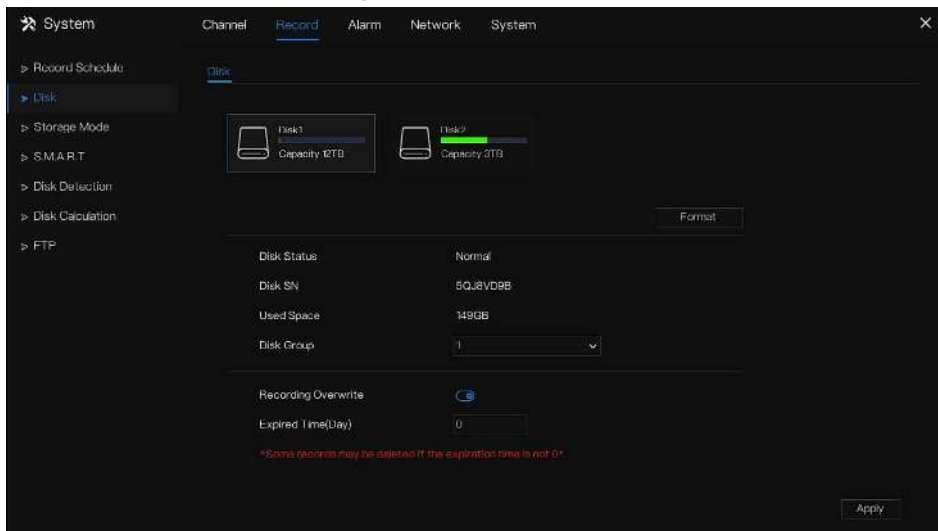 System
Channel Record Alarm Network System
Record Schedule
Disk
Storage Mode
S.M.A.R.T
Disk Detection
Disk Calculation
FTP
Disk
Disk1
Capacity 12TB
Disk2
Capacity 3TB
Format
Disk Status Normal
Disk SN 5QJ8VD9B
Used Space 149GB
Disk Group 1
Recording Overwrite
Expired Time(Day) 0
*Some records may be deleted if the expiration time is not 0*
Apply